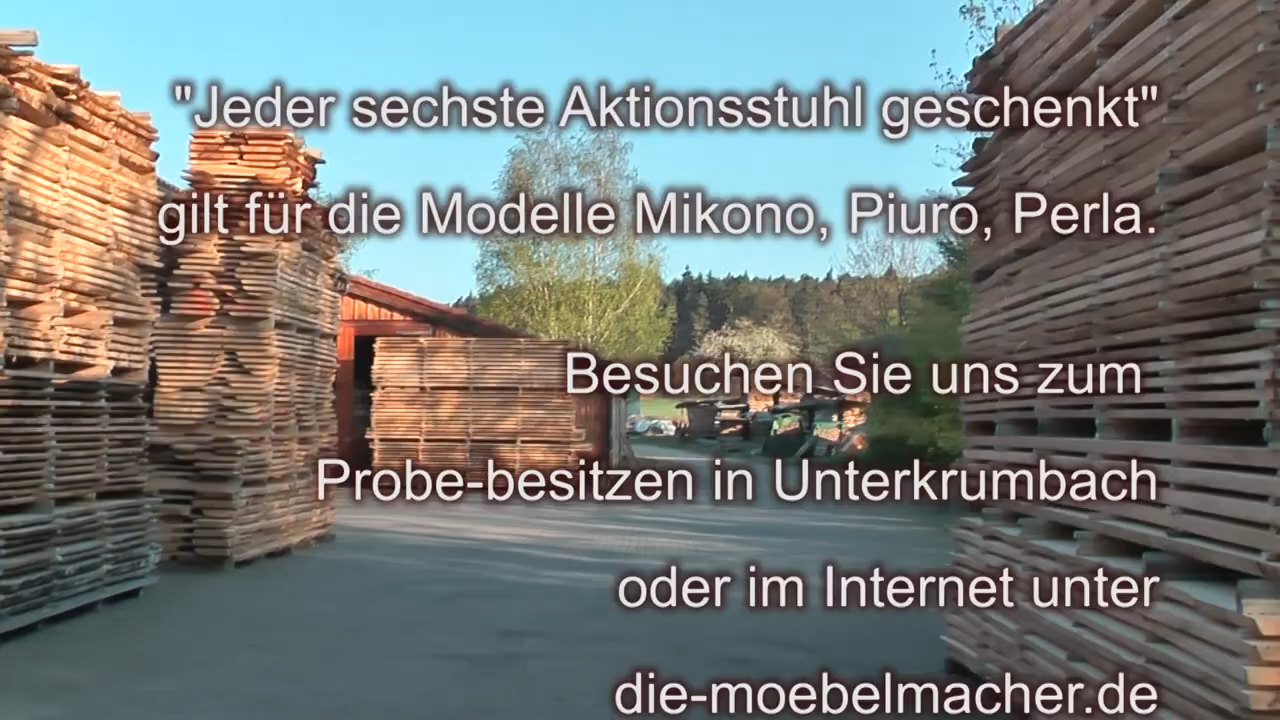 "Jeder sechste Aktionsstuhl geschenkt"
gilt für die Modelle Mikono, Piuro, Perla.
Besuchen Sie uns zum
Probe-besitzen in Unterkrumbach
oder im Internet unter
die-moebelmacher.de